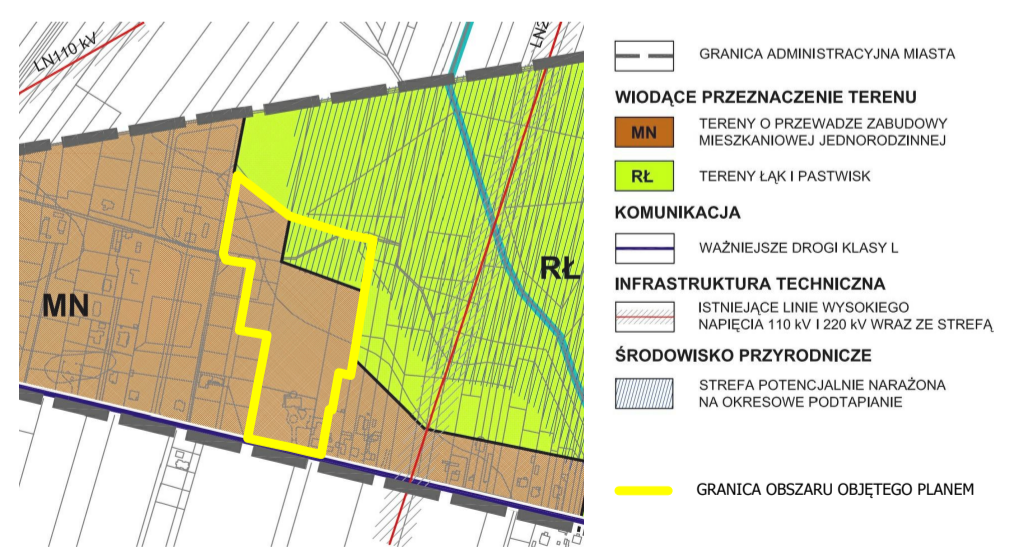 LN110 kV
MN
RŁ
GRANICA ADMINISTRACYJNA MIASTA
WIODĄCE PRZEZNACZENIE TERENU
MN
TERENY O PRZEWADZE ZABUDOWY
MIESZKANIOWEJ JEDNORODZINNEJ
RŁ
TERENY ŁĄK I PASTWISK
KOMUNIKACJA
WAŻNIEJSZE DROGI KLASY L
INFRASTRUKTURA TECHNICZNA
ISTNIEJĄCE LINIE WYSOKIEGO
NAPIĘCIA 110 kV I 220 kV WRAZ ZE STREFĄ
ŚRODOWISKO PRZYRODNICZE
STREFA POTENCJALNIE NARAŻONA
NA OKRESOWE PODTAPIANIE
GRANICA OBSZARU OBJĘTEGO PLANEM